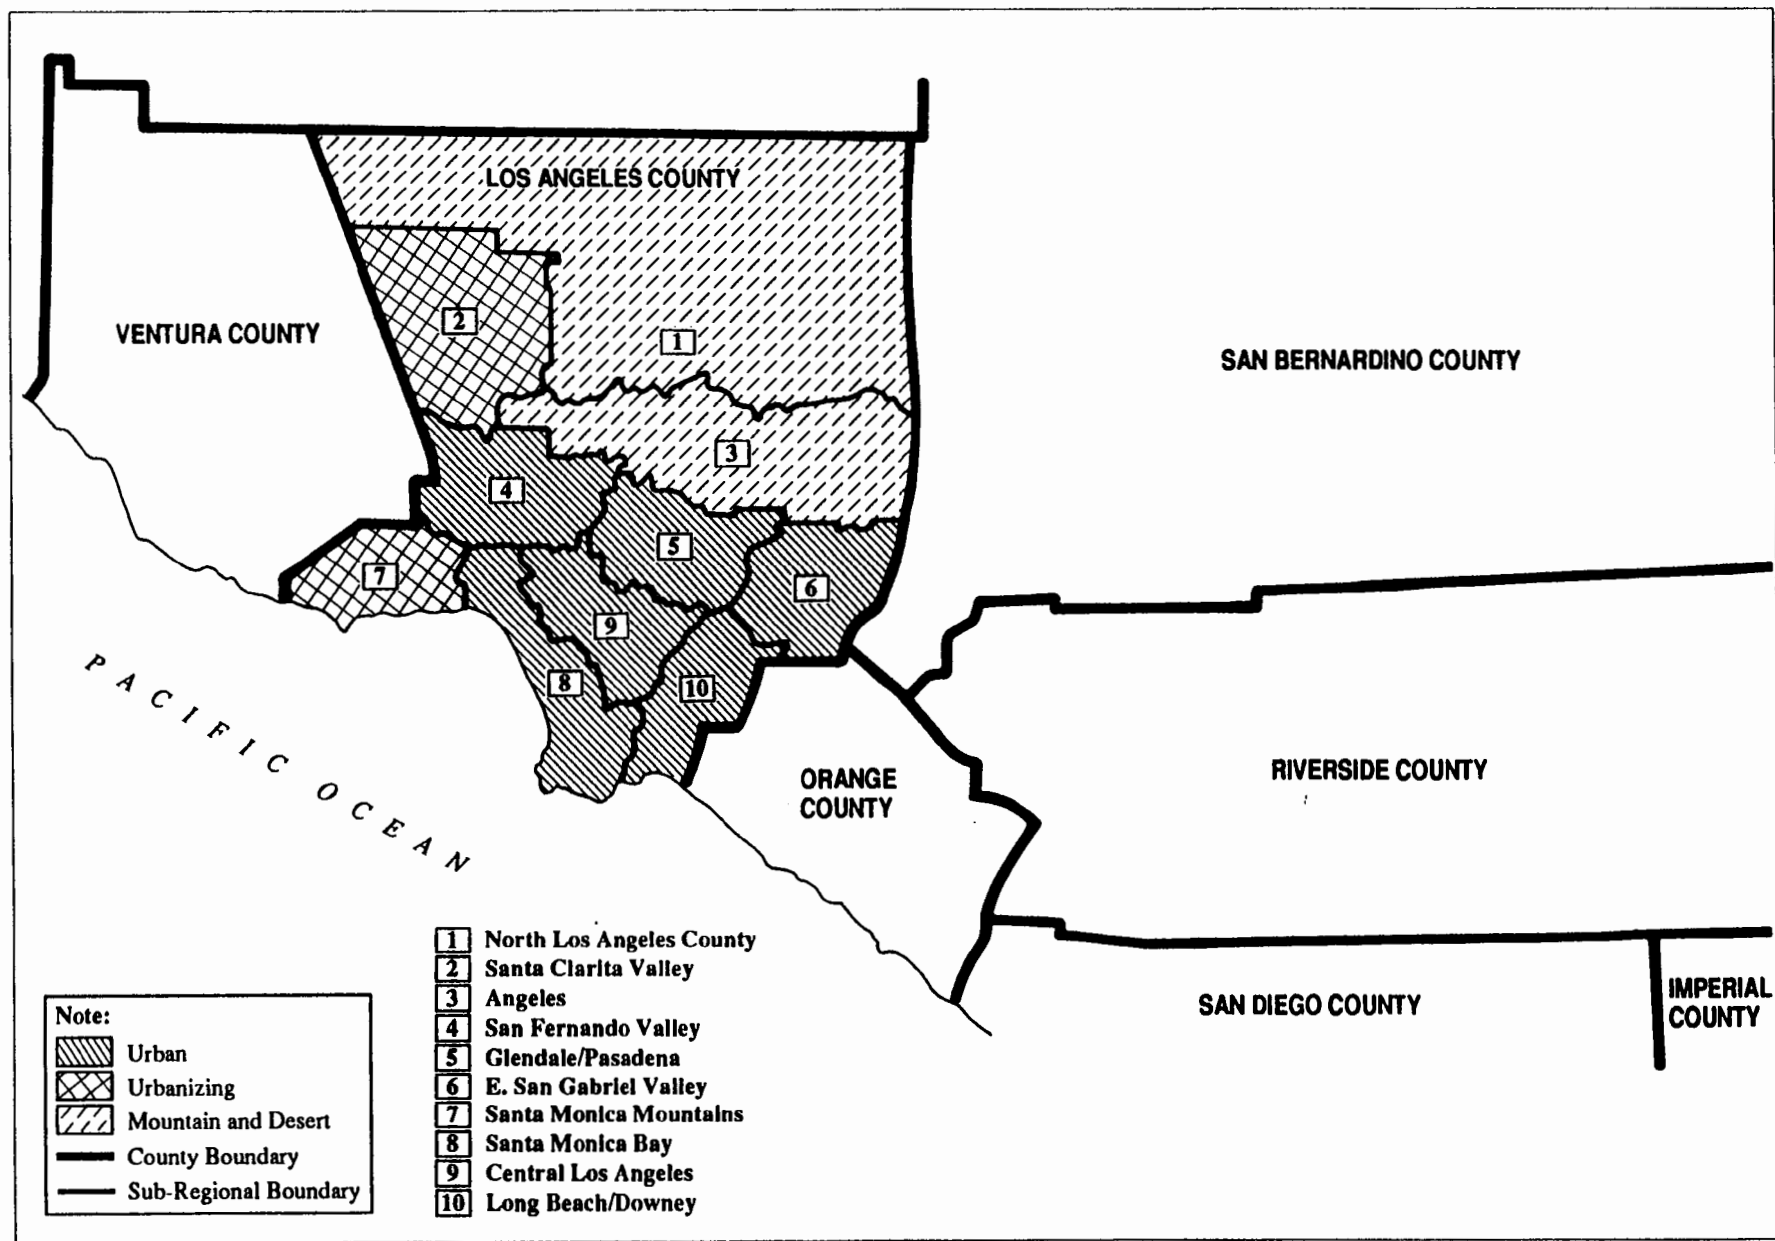 LOS ANGELES COUNTY
2
VENTURA COUNTY
1
SAN BERNARDINO COUNTY
3
4
5
7
6
9
8
10
PACIFIC OCEAN
ORANGE
COUNTY
RIVERSIDE COUNTY
SAN DIEGO COUNTY
IMPERIAL
COUNTY
1 North Los Angeles County
2 Santa Clarita Valley
3 Angeles
4 San Fernando Valley
5 Glendale/Pasadena
6 E. San Gabriel Valley
7 Santa Monica Mountains
8 Santa Monica Bay
9 Central Los Angeles
10 Long Beach/Downey
Note:
Urban
Urbanizing
Mountain and Desert
County Boundary
Sub-Regional Boundary